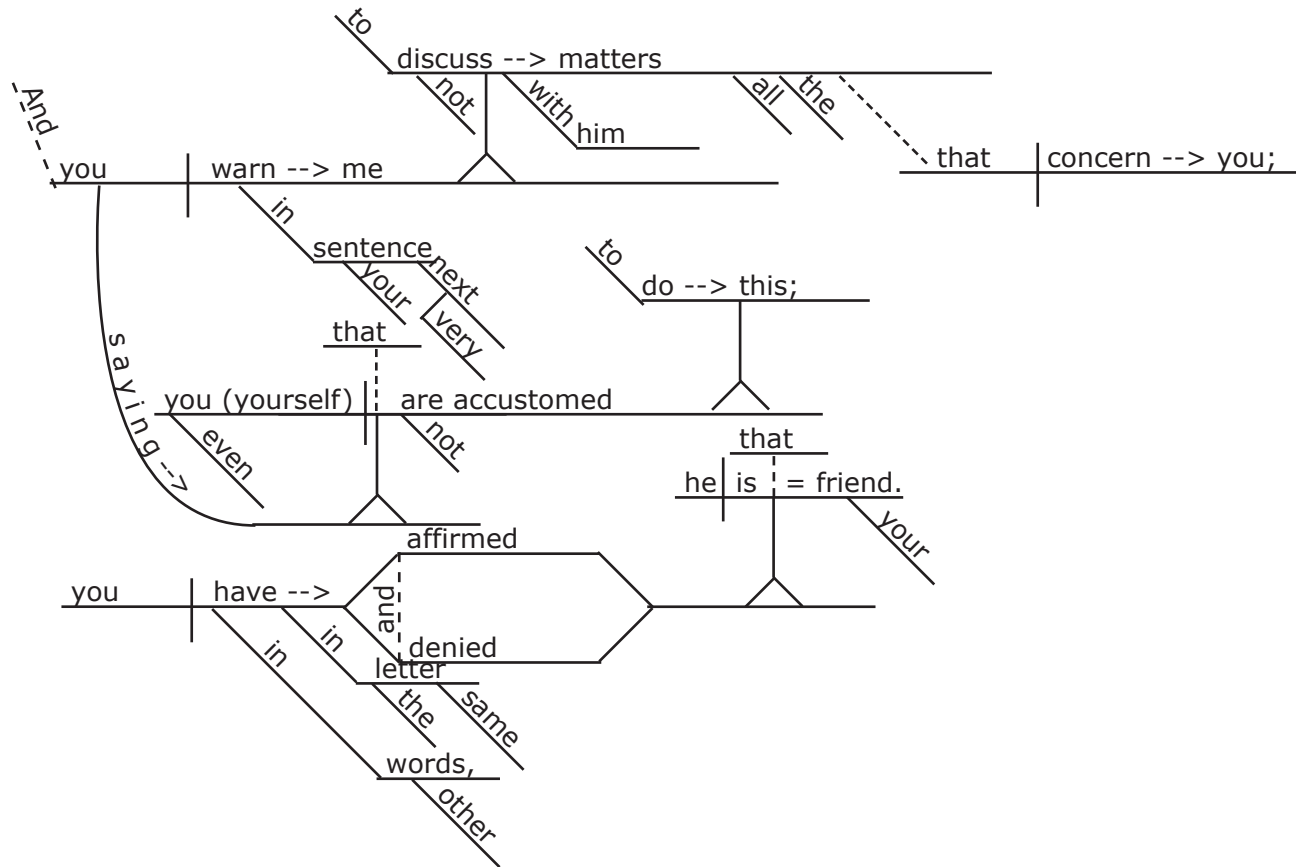 to
discuss --> matters
not
with
him
all
the
And
you
warn --> me
that
concern --> you;
in
sentence
your
next
very
to
do --> this;
saying -->
that
you (yourself)
are accustomed
even
not
that
he
is
= friend.
your
affirmed
you
have -->
and
denied
in
letter
the
same
in
words,
other